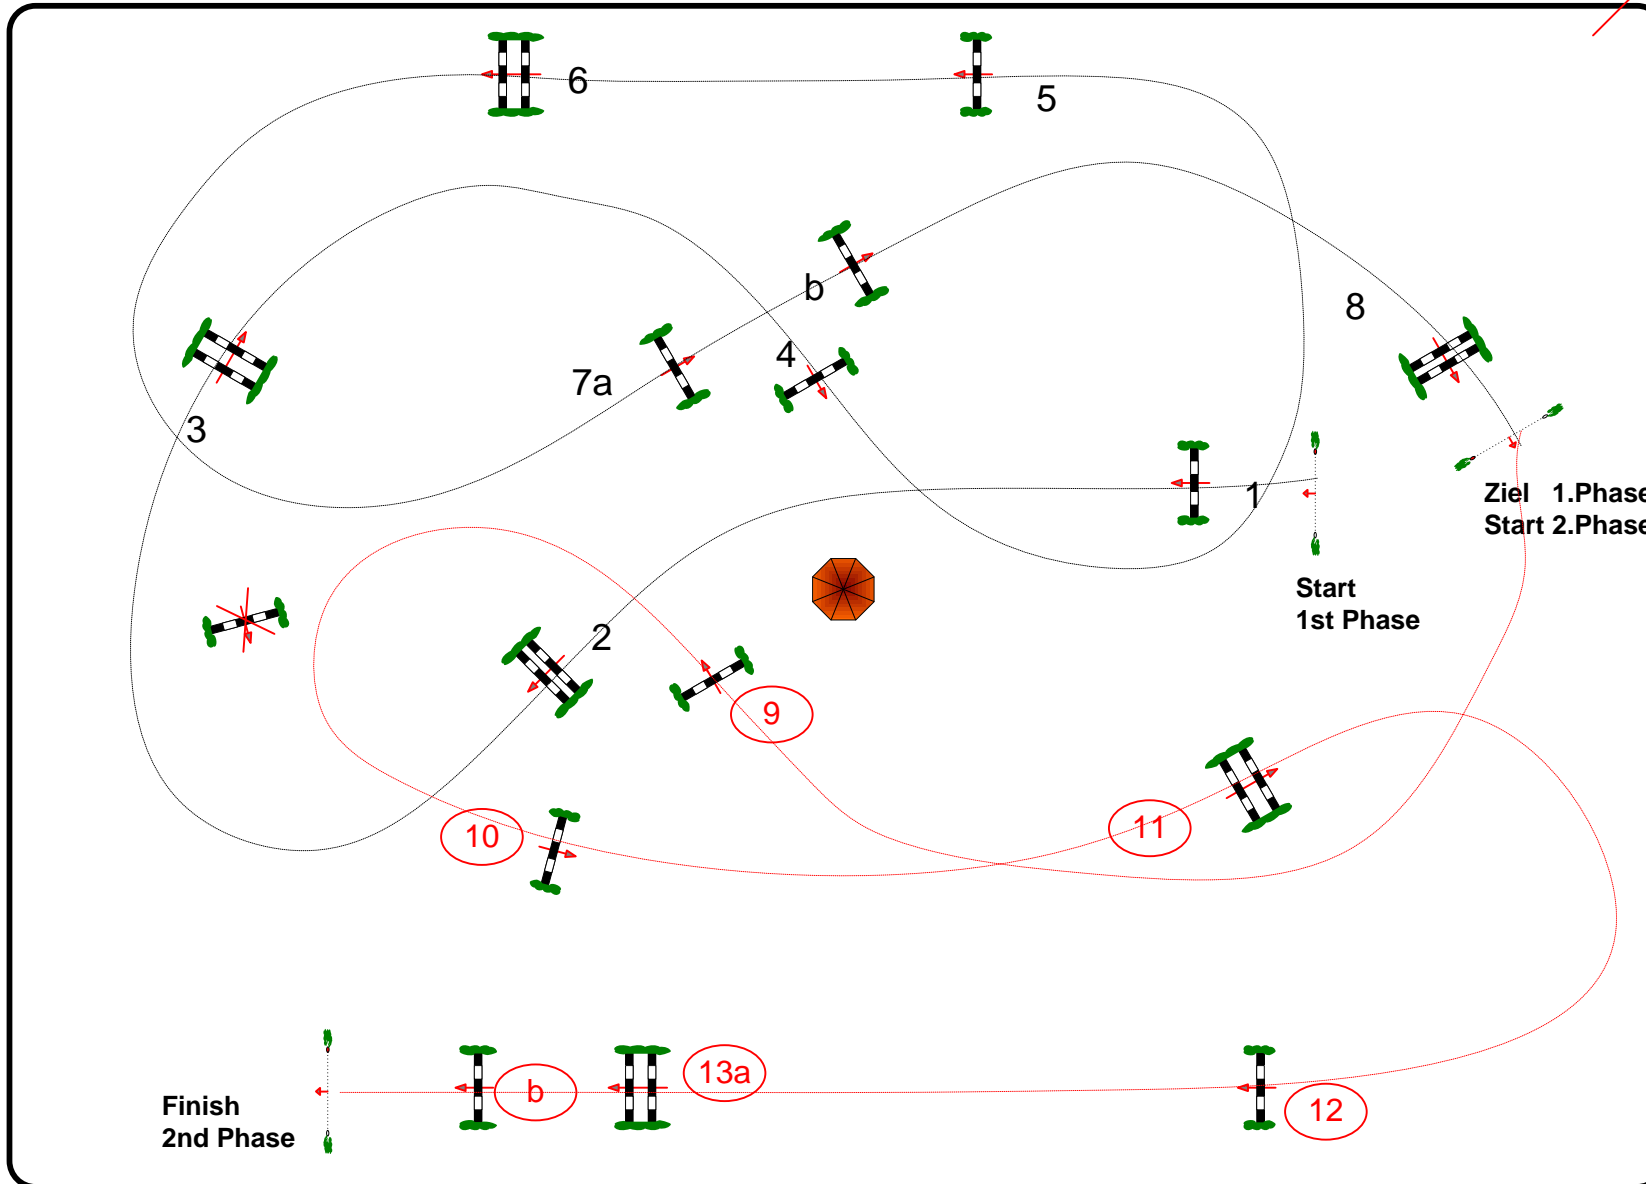 6
5
b
8
4
7a
3
1
Ziel 1.Phase
Start 2.Phase
Start
1st Phase
2
9
10
11
13a
b
12
Finish
2nd Phase